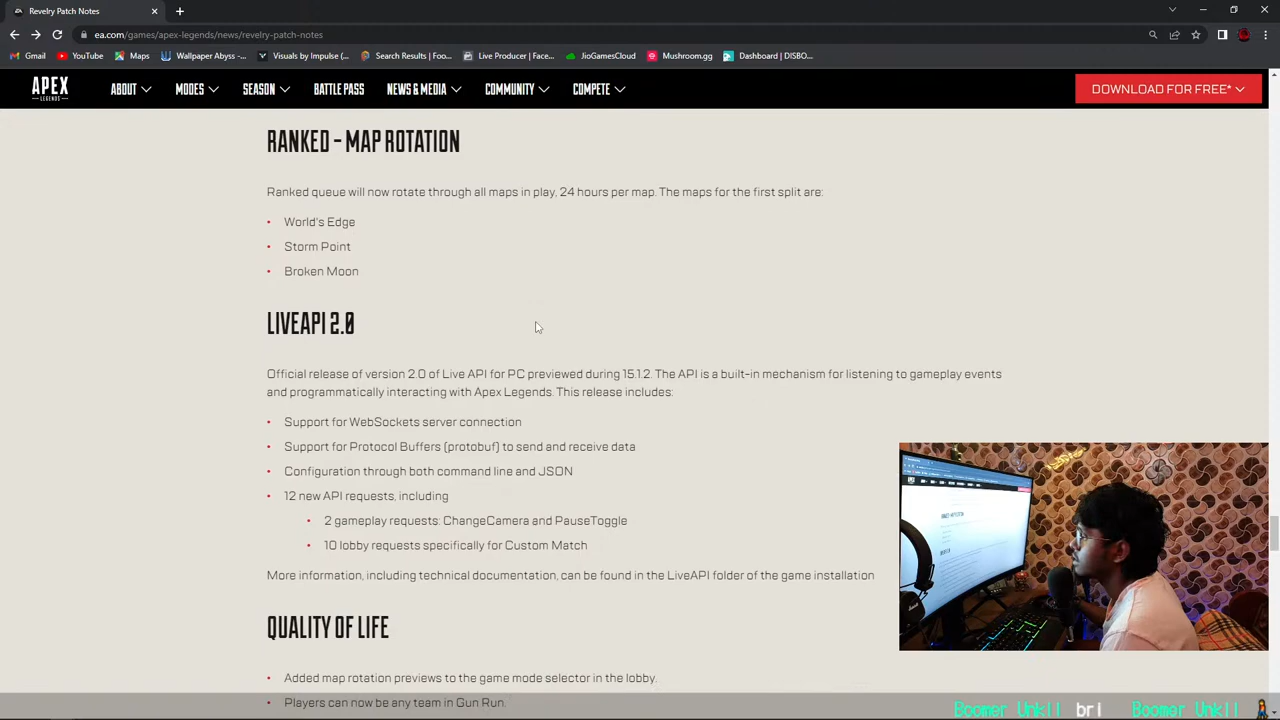 Revelry Patch Notes
ea.com/games/apex-legends/news/revelry-patch-notes
Gmail YouTube Maps Wallpaper Abyss -... Visuals by Impulse (... Search Results | Foo... Live Producer | Face... JioGamesCloud Mushroom.gg Dashboard | DISBO...
APEX
LEGENDS
ABOUT MODES SEASON BATTLE PASS NEWS & MEDIA COMMUNITY COMPETE DOWNLOAD FOR FREE*
RANKED - MAP ROTATION
Ranked queue will now rotate through all maps in play, 24 hours per map. The maps for the first split are:
• World's Edge
• Storm Point
• Broken Moon
LIVEAPI 2.0
Official release of version 2.0 of Live API for PC previewed during 15.1.2. The API is a built-in mechanism for listening to gameplay events
and programmatically interacting with Apex Legends. This release includes:
• Support for WebSockets server connection
• Support for Protocol Buffers (protobuf) to send and receive data
• Configuration through both command line and JSON
• 12 new API requests, including
• 2 gameplay requests: ChangeCamera and PauseToggle
• 10 lobby requests specifically for Custom Match
More information, including technical documentation, can be found in the LiveAPI folder of the game installation
QUALITY OF LIFE
• Added map rotation previews to the game mode selector in the lobby.
• Players can now be any team in Gun Run.
Boomer Unkll bri Boomer Unkll